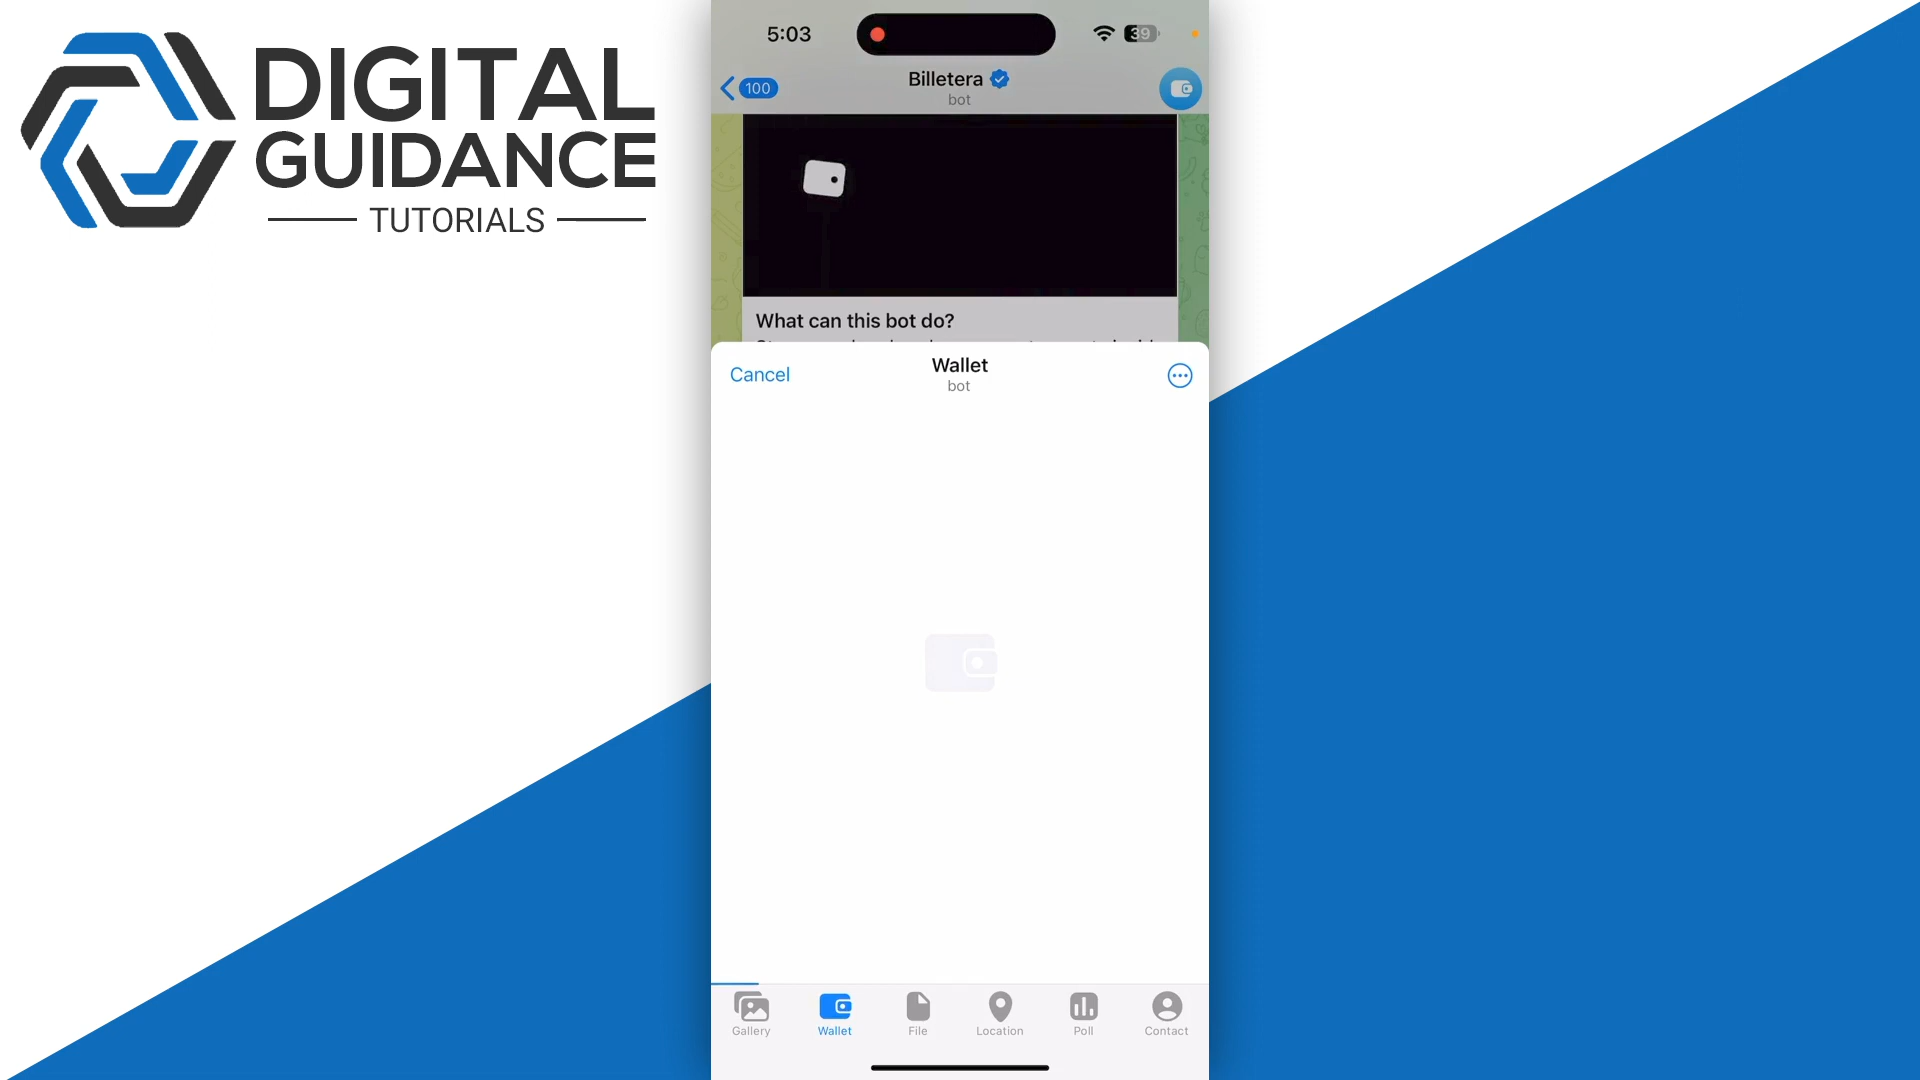 DIGITAL
GUIDANCE
TUTORIALS
5:03
39
100
Billetera
bot
What can this bot do?
Cancel
Wallet
bot
Gallery
Wallet
File
Location
Poll
Contact